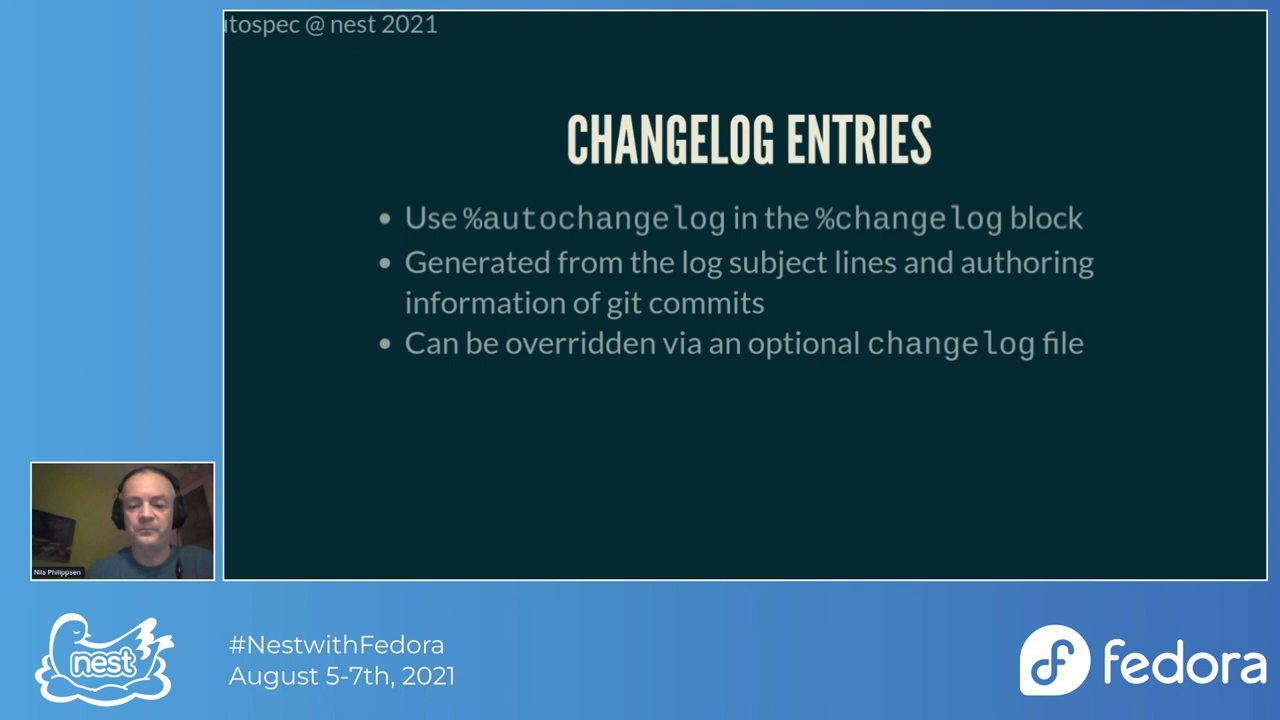 tospec @ nest 2021
CHANGELOG ENTRIES
• Use %autochangelog in the %changelog block
• Generated from the log subject lines and authoring
information of git commits
• Can be overridden via an optional changelog file
Nils Philippsen
nest
#NestwithFedora
August 5-7th, 2021
fedora